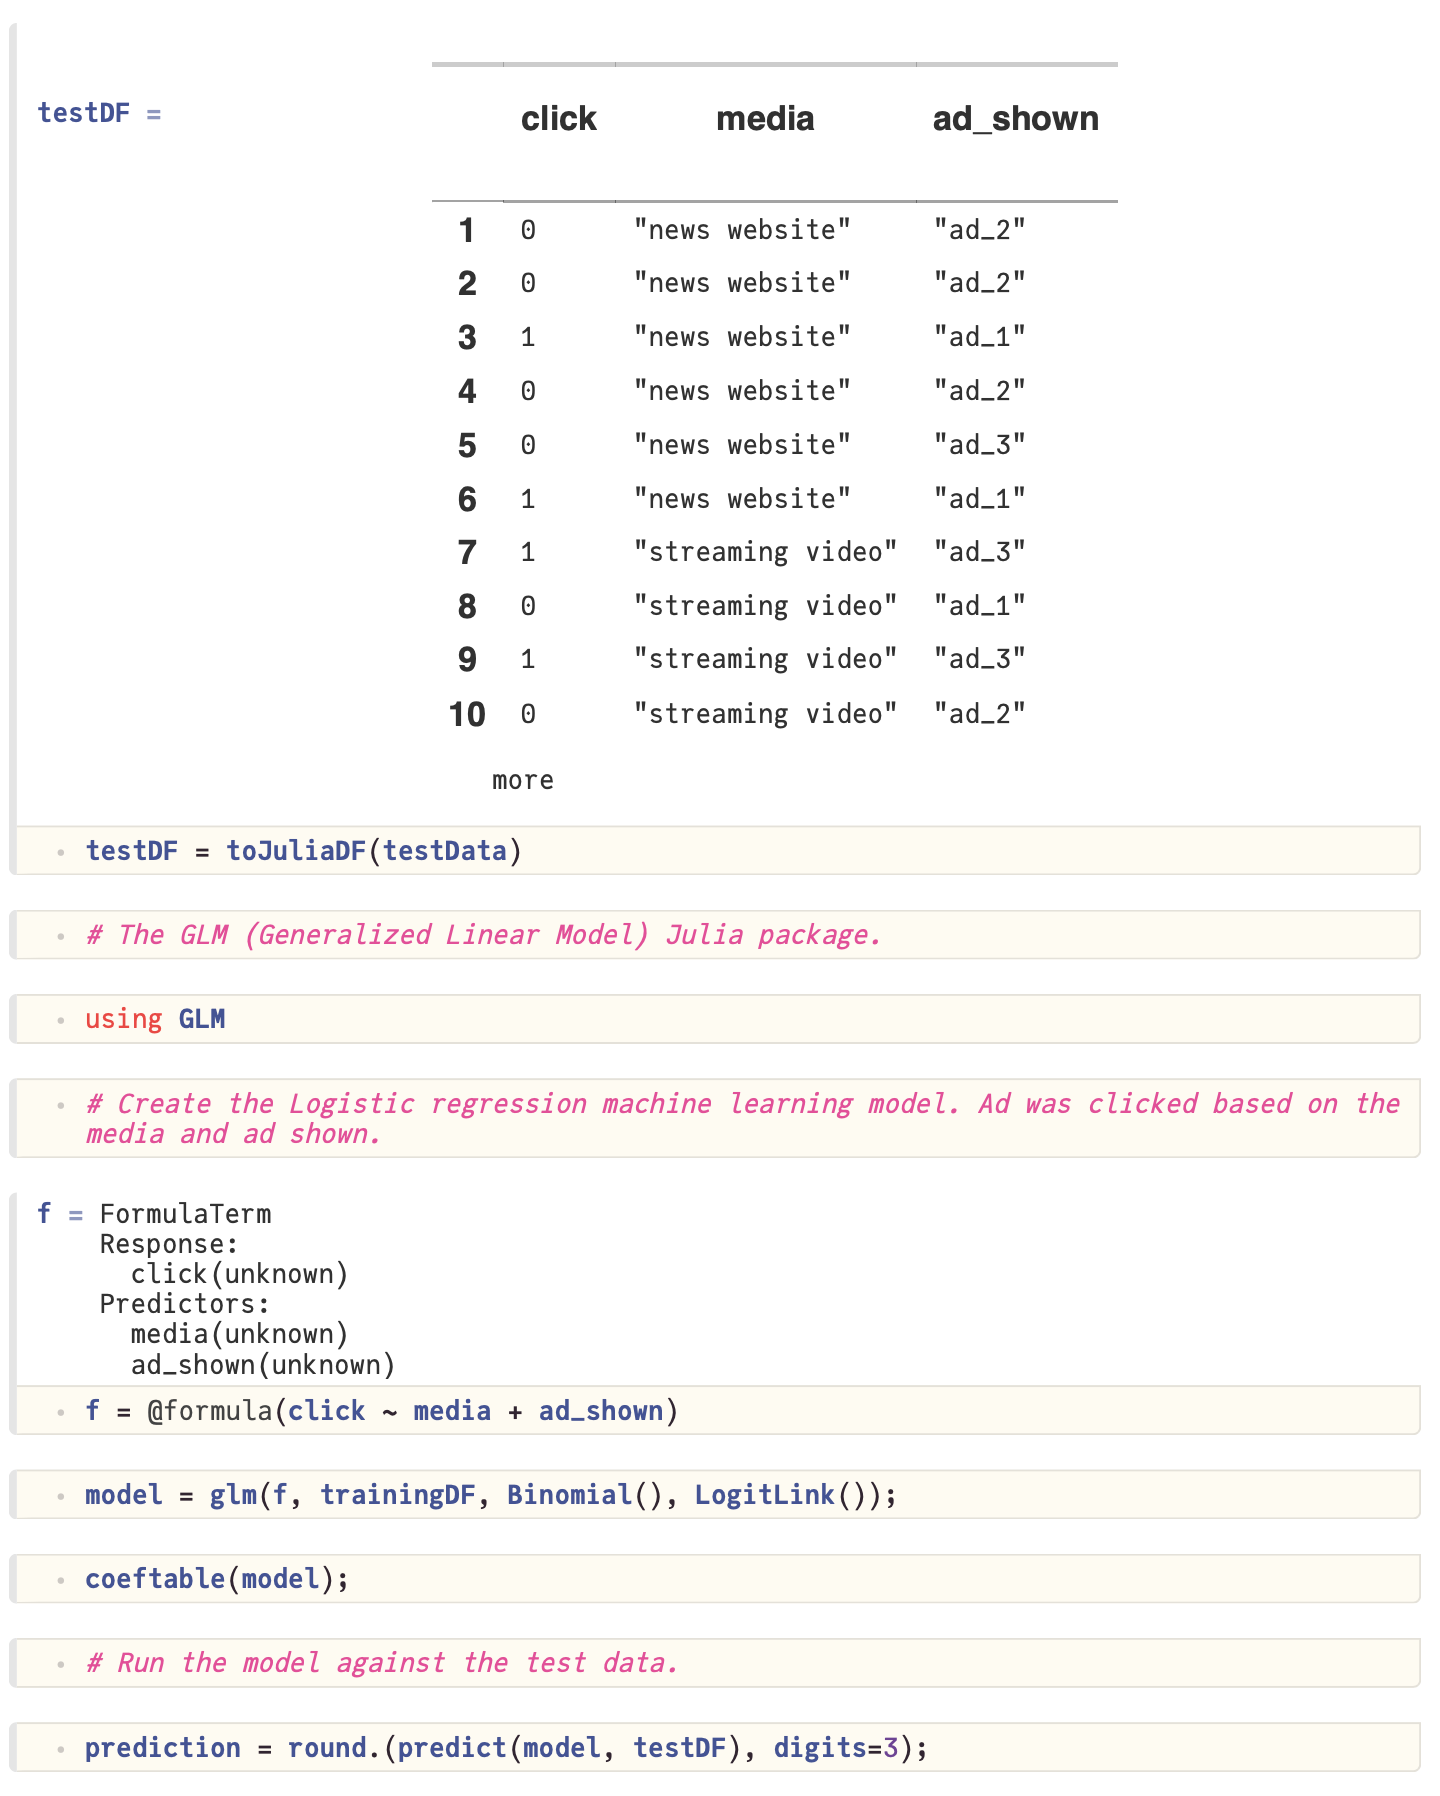 testDF =
click media ad_shown
1 0 "news website" "ad_2"
2 0 "news website" "ad_2"
3 1 "news website" "ad_1"
4 0 "news website" "ad_2"
5 0 "news website" "ad_3"
6 1 "news website" "ad_1"
7 1 "streaming video" "ad_3"
8 0 "streaming video" "ad_1"
9 1 "streaming video" "ad_3"
10 0 "streaming video" "ad_2"
more
testDF = toJuliaDF(testData)
# The GLM (Generalized Linear Model) Julia package.
using GLM
# Create the Logistic regression machine learning model. Ad was clicked based on the
media and ad shown.
f = FormulaTerm
Response:
click(unknown)
Predictors:
media(unknown)
ad_shown(unknown)
f = @formula(click ~ media + ad_shown)
model = glm(f, trainingDF, Binomial(), LogitLink());
coeftable(model);
# Run the model against the test data.
prediction = round.(predict(model, testDF), digits=3);